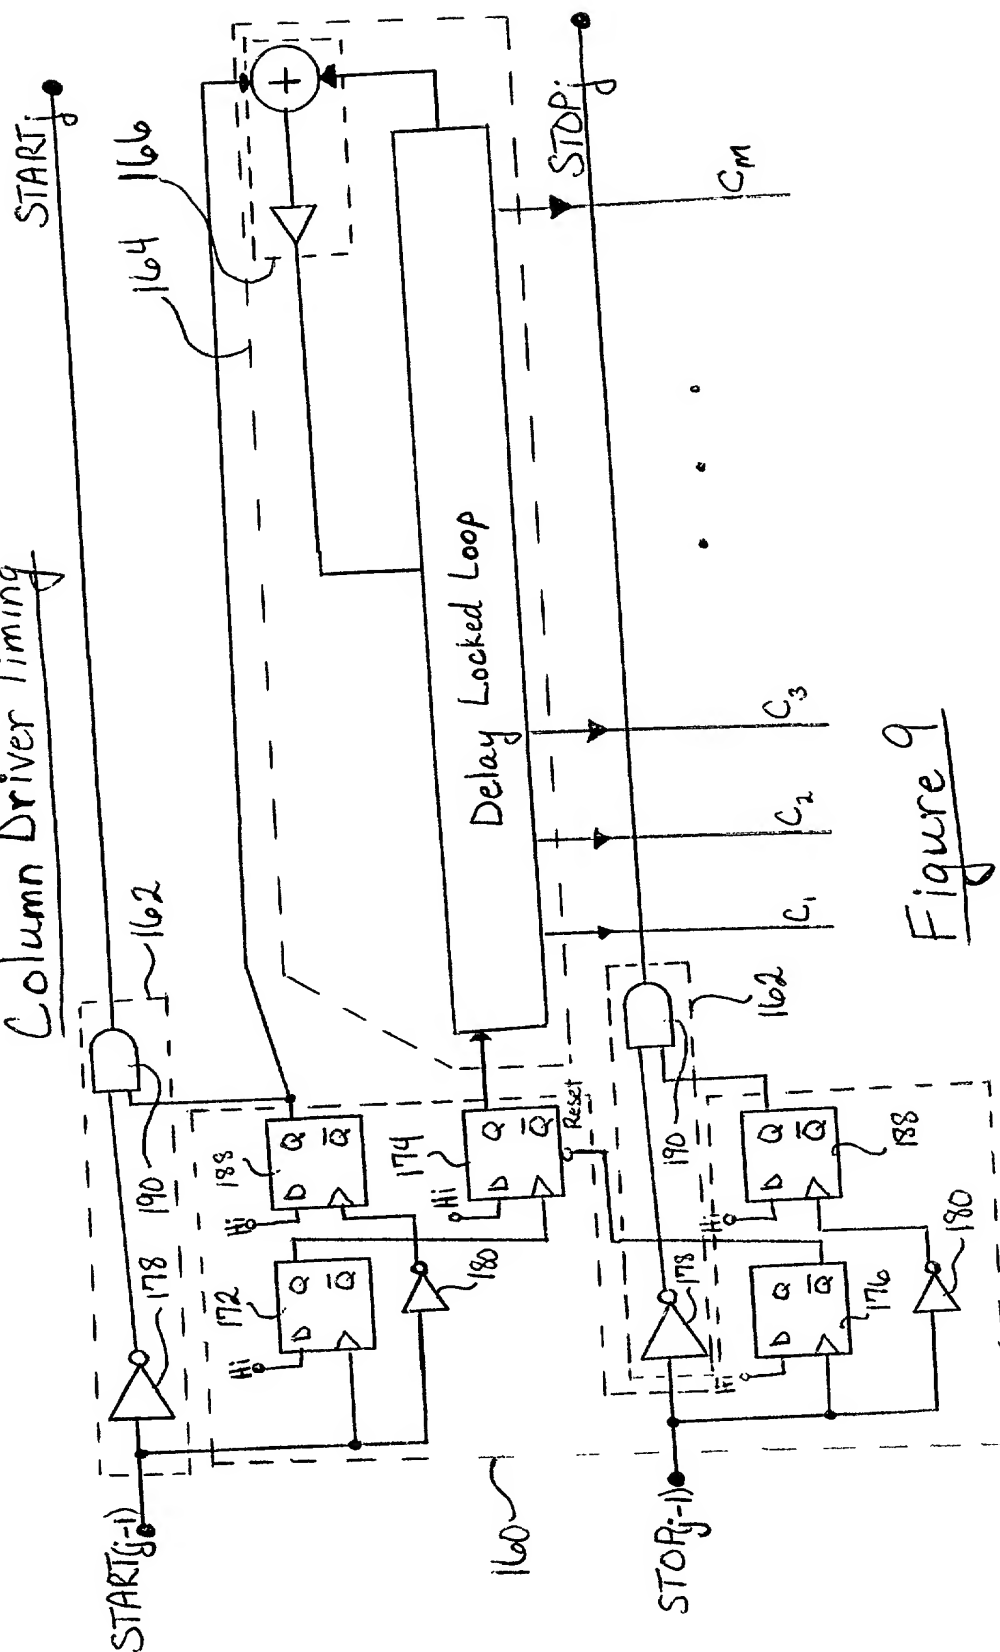 Column Driver Timing
START(j-1)
178
190
162
START j
164
166
+
Hi
D
Q
Q̅
172
Hi
D
Q
Q̅
188
180
Hi
D
Q
Q̅
174
Reset
Delay Locked Loop
160
STOP(j-1)
178
190
162
STOP j
Hi
D
Q
Q̅
176
Hi
D
Q
Q̅
188
180
C1
C2
C3
Cm
Figure 9